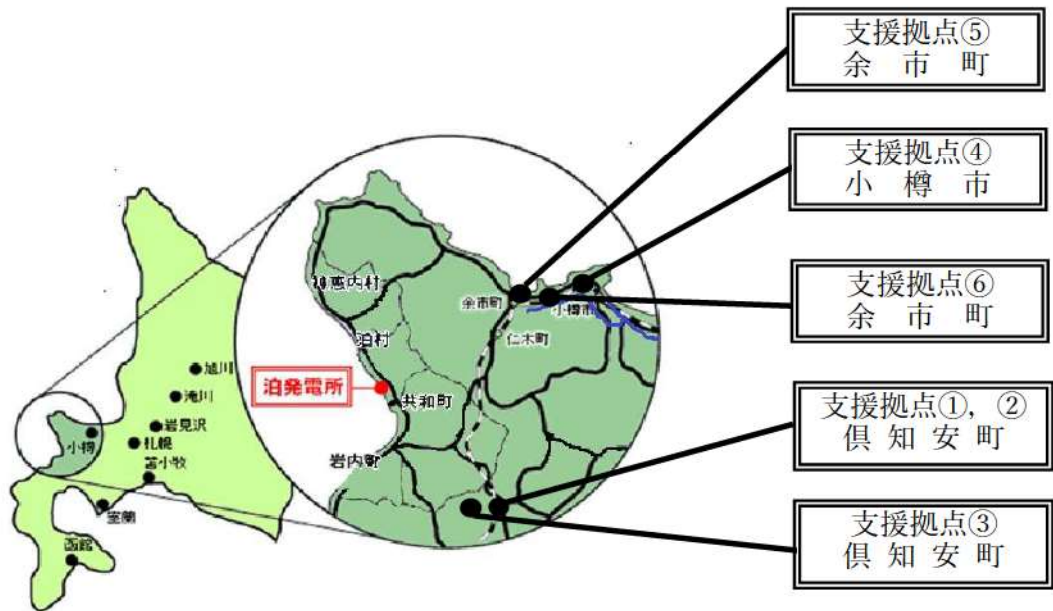 支援拠点⑤
余 市 町
支援拠点④
小 樽 市
支援拠点⑥
余 市 町
支援拠点①,②
倶 知 安 町
支援拠点③
倶 知 安 町
神恵内村
泊村
泊発電所
共和町
岩内町
余市町
小樽市
仁木町
旭川
滝川
岩見沢
札幌
小樽
苫小牧
室蘭
函館